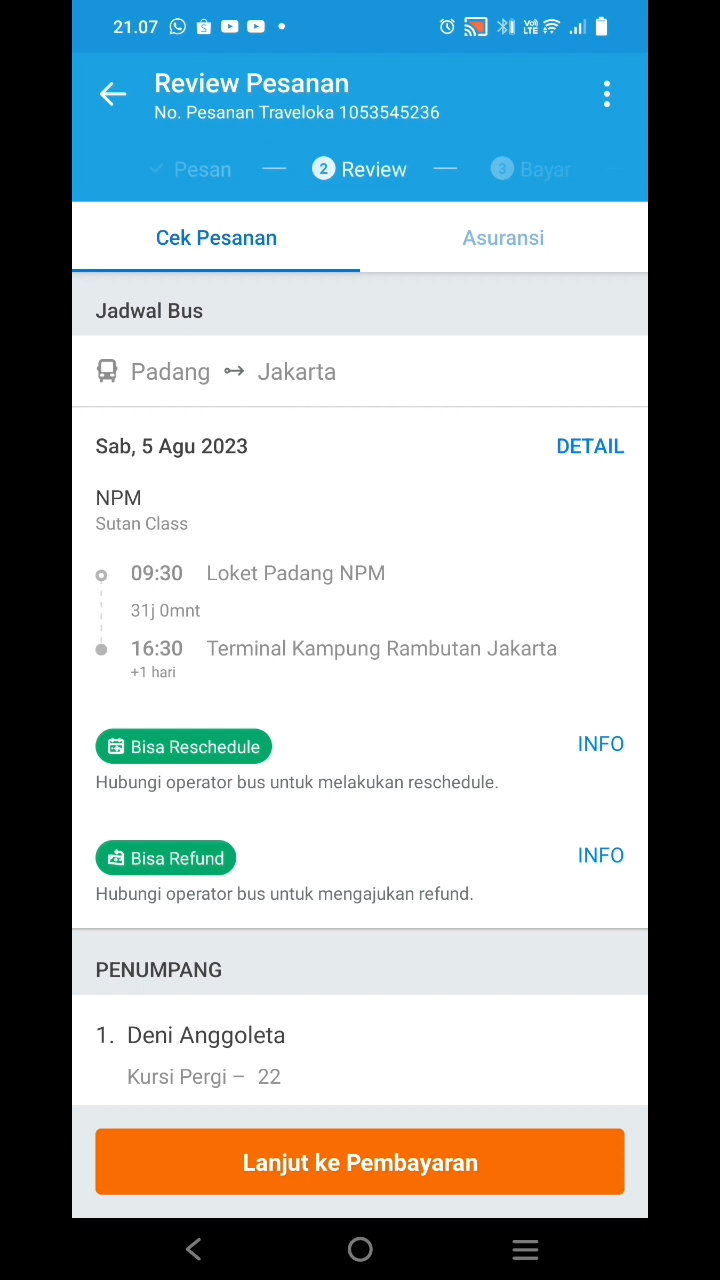 21.07
VoD LTE
Review Pesanan
No. Pesanan Traveloka 1053545236
Pesan
2 Review
3 Bayar
Cek Pesanan
Asuransi
Jadwal Bus
Padang
Jakarta
Sab, 5 Agu 2023
DETAIL
NPM
Sutan Class
09:30 Loket Padang NPM
31j 0mnt
16:30 Terminal Kampung Rambutan Jakarta
+1 hari
Bisa Reschedule
INFO
Hubungi operator bus untuk melakukan reschedule.
Bisa Refund
INFO
Hubungi operator bus untuk mengajukan refund.
PENUMPANG
1. Deni Anggoleta
Kursi Pergi – 22
Lanjut ke Pembayaran